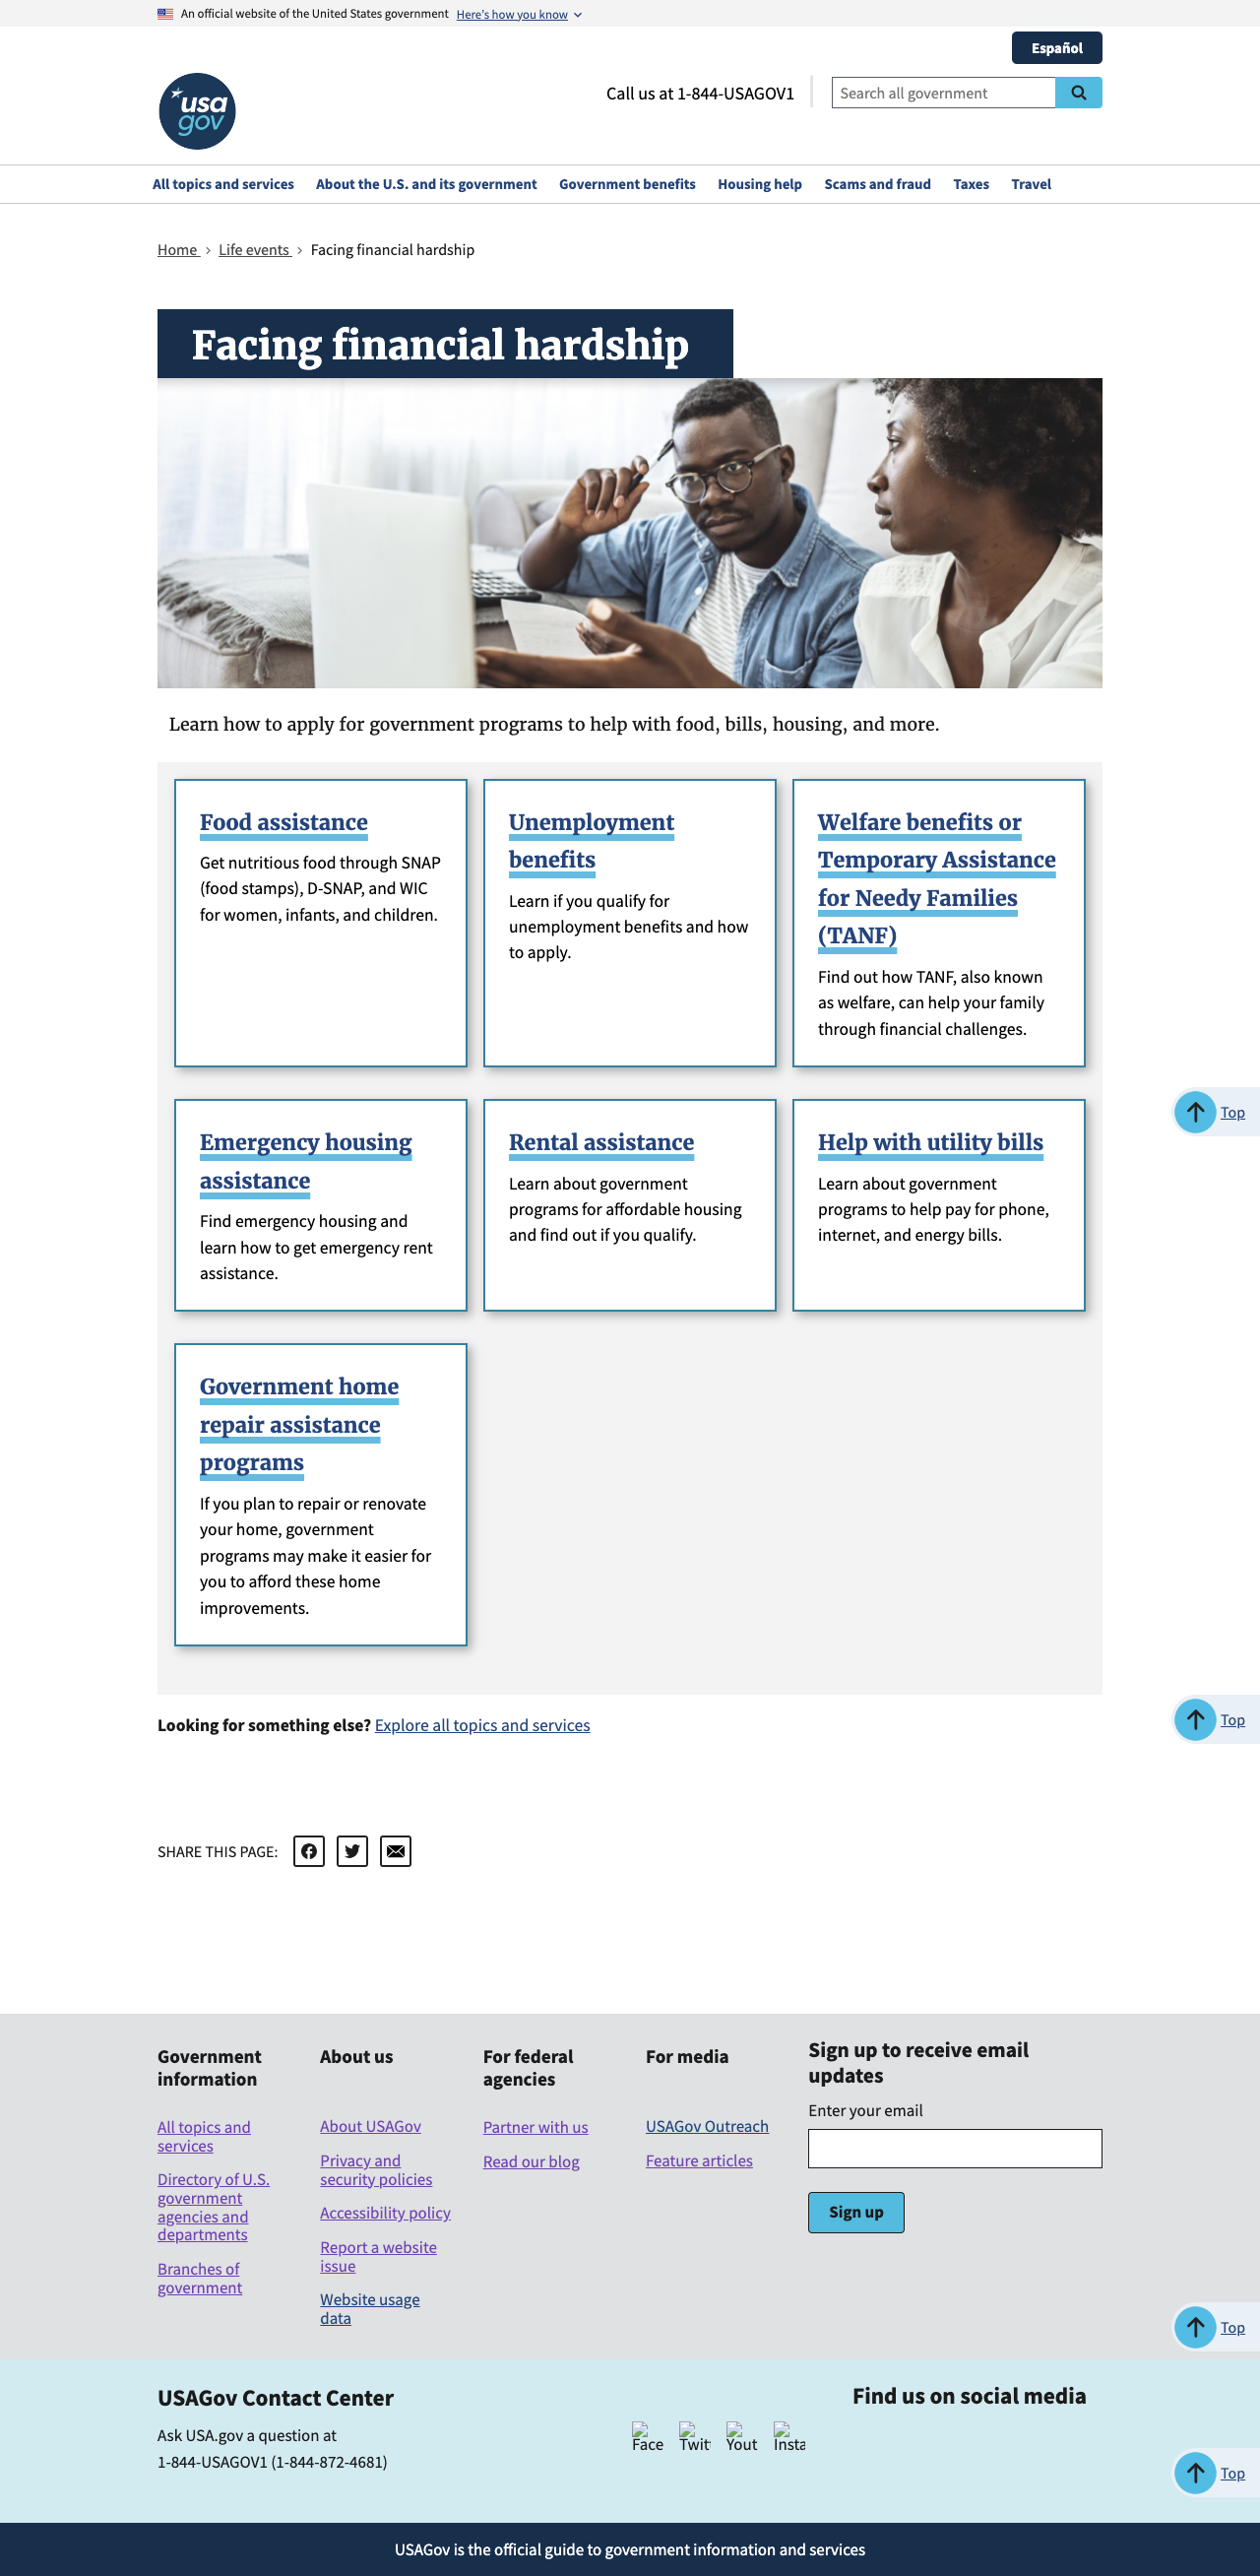 An official website of the United States government Here's how you know
Español
usa
gov
Call us at 1-844-USAGOV1
Search all government
All topics and services About the U.S. and its government Government benefits Housing help Scams and fraud Taxes Travel
Home › Life events › Facing financial hardship
Facing financial hardship
Learn how to apply for government programs to help with food, bills, housing, and more.
Food assistance
Get nutritious food through SNAP
(food stamps), D-SNAP, and WIC
for women, infants, and children.
Unemployment
benefits
Learn if you qualify for
unemployment benefits and how
to apply.
Welfare benefits or
Temporary Assistance
for Needy Families
(TANF)
Find out how TANF, also known
as welfare, can help your family
through financial challenges.
Top
Emergency housing
assistance
Find emergency housing and
learn how to get emergency rent
assistance.
Rental assistance
Learn about government
programs for affordable housing
and find out if you qualify.
Help with utility bills
Learn about government
programs to help pay for phone,
internet, and energy bills.
Government home
repair assistance
programs
If you plan to repair or renovate
your home, government
programs may make it easier for
you to afford these home
improvements.
Looking for something else? Explore all topics and services
Top
SHARE THIS PAGE:
Government
information
All topics and
services
Directory of U.S.
government
agencies and
departments
Branches of
government
About us
About USAGov
Privacy and
security policies
Accessibility policy
Report a website
issue
Website usage
data
For federal
agencies
Partner with us
Read our blog
For media
USAGov Outreach
Feature articles
Sign up to receive email
updates
Enter your email
Sign up
Top
USAGov Contact Center
Ask USA.gov a question at
1-844-USAGOV1 (1-844-872-4681)
Find us on social media
Face Twitt Yout Insta
Top
USAGov is the official guide to government information and services